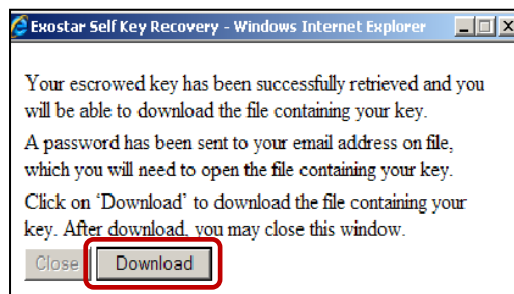 Exostar Self Key Recovery - Windows Internet Explorer
Your escrowed key has been successfully retrieved and you
will be able to download the file containing your key.
A password has been sent to your email address on file,
which you will need to open the file containing your key.
Click on 'Download' to download the file containing your
key. After download, you may close this window.
Close Download